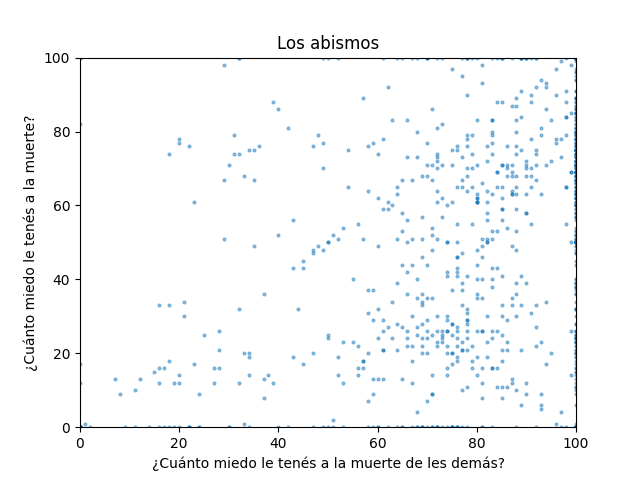 Los abismos
¿Cuánto miedo le tenés a la muerte?
100
80
60
40
20
0
0 20 40 60 80 100
¿Cuánto miedo le tenés a la muerte de les demás?